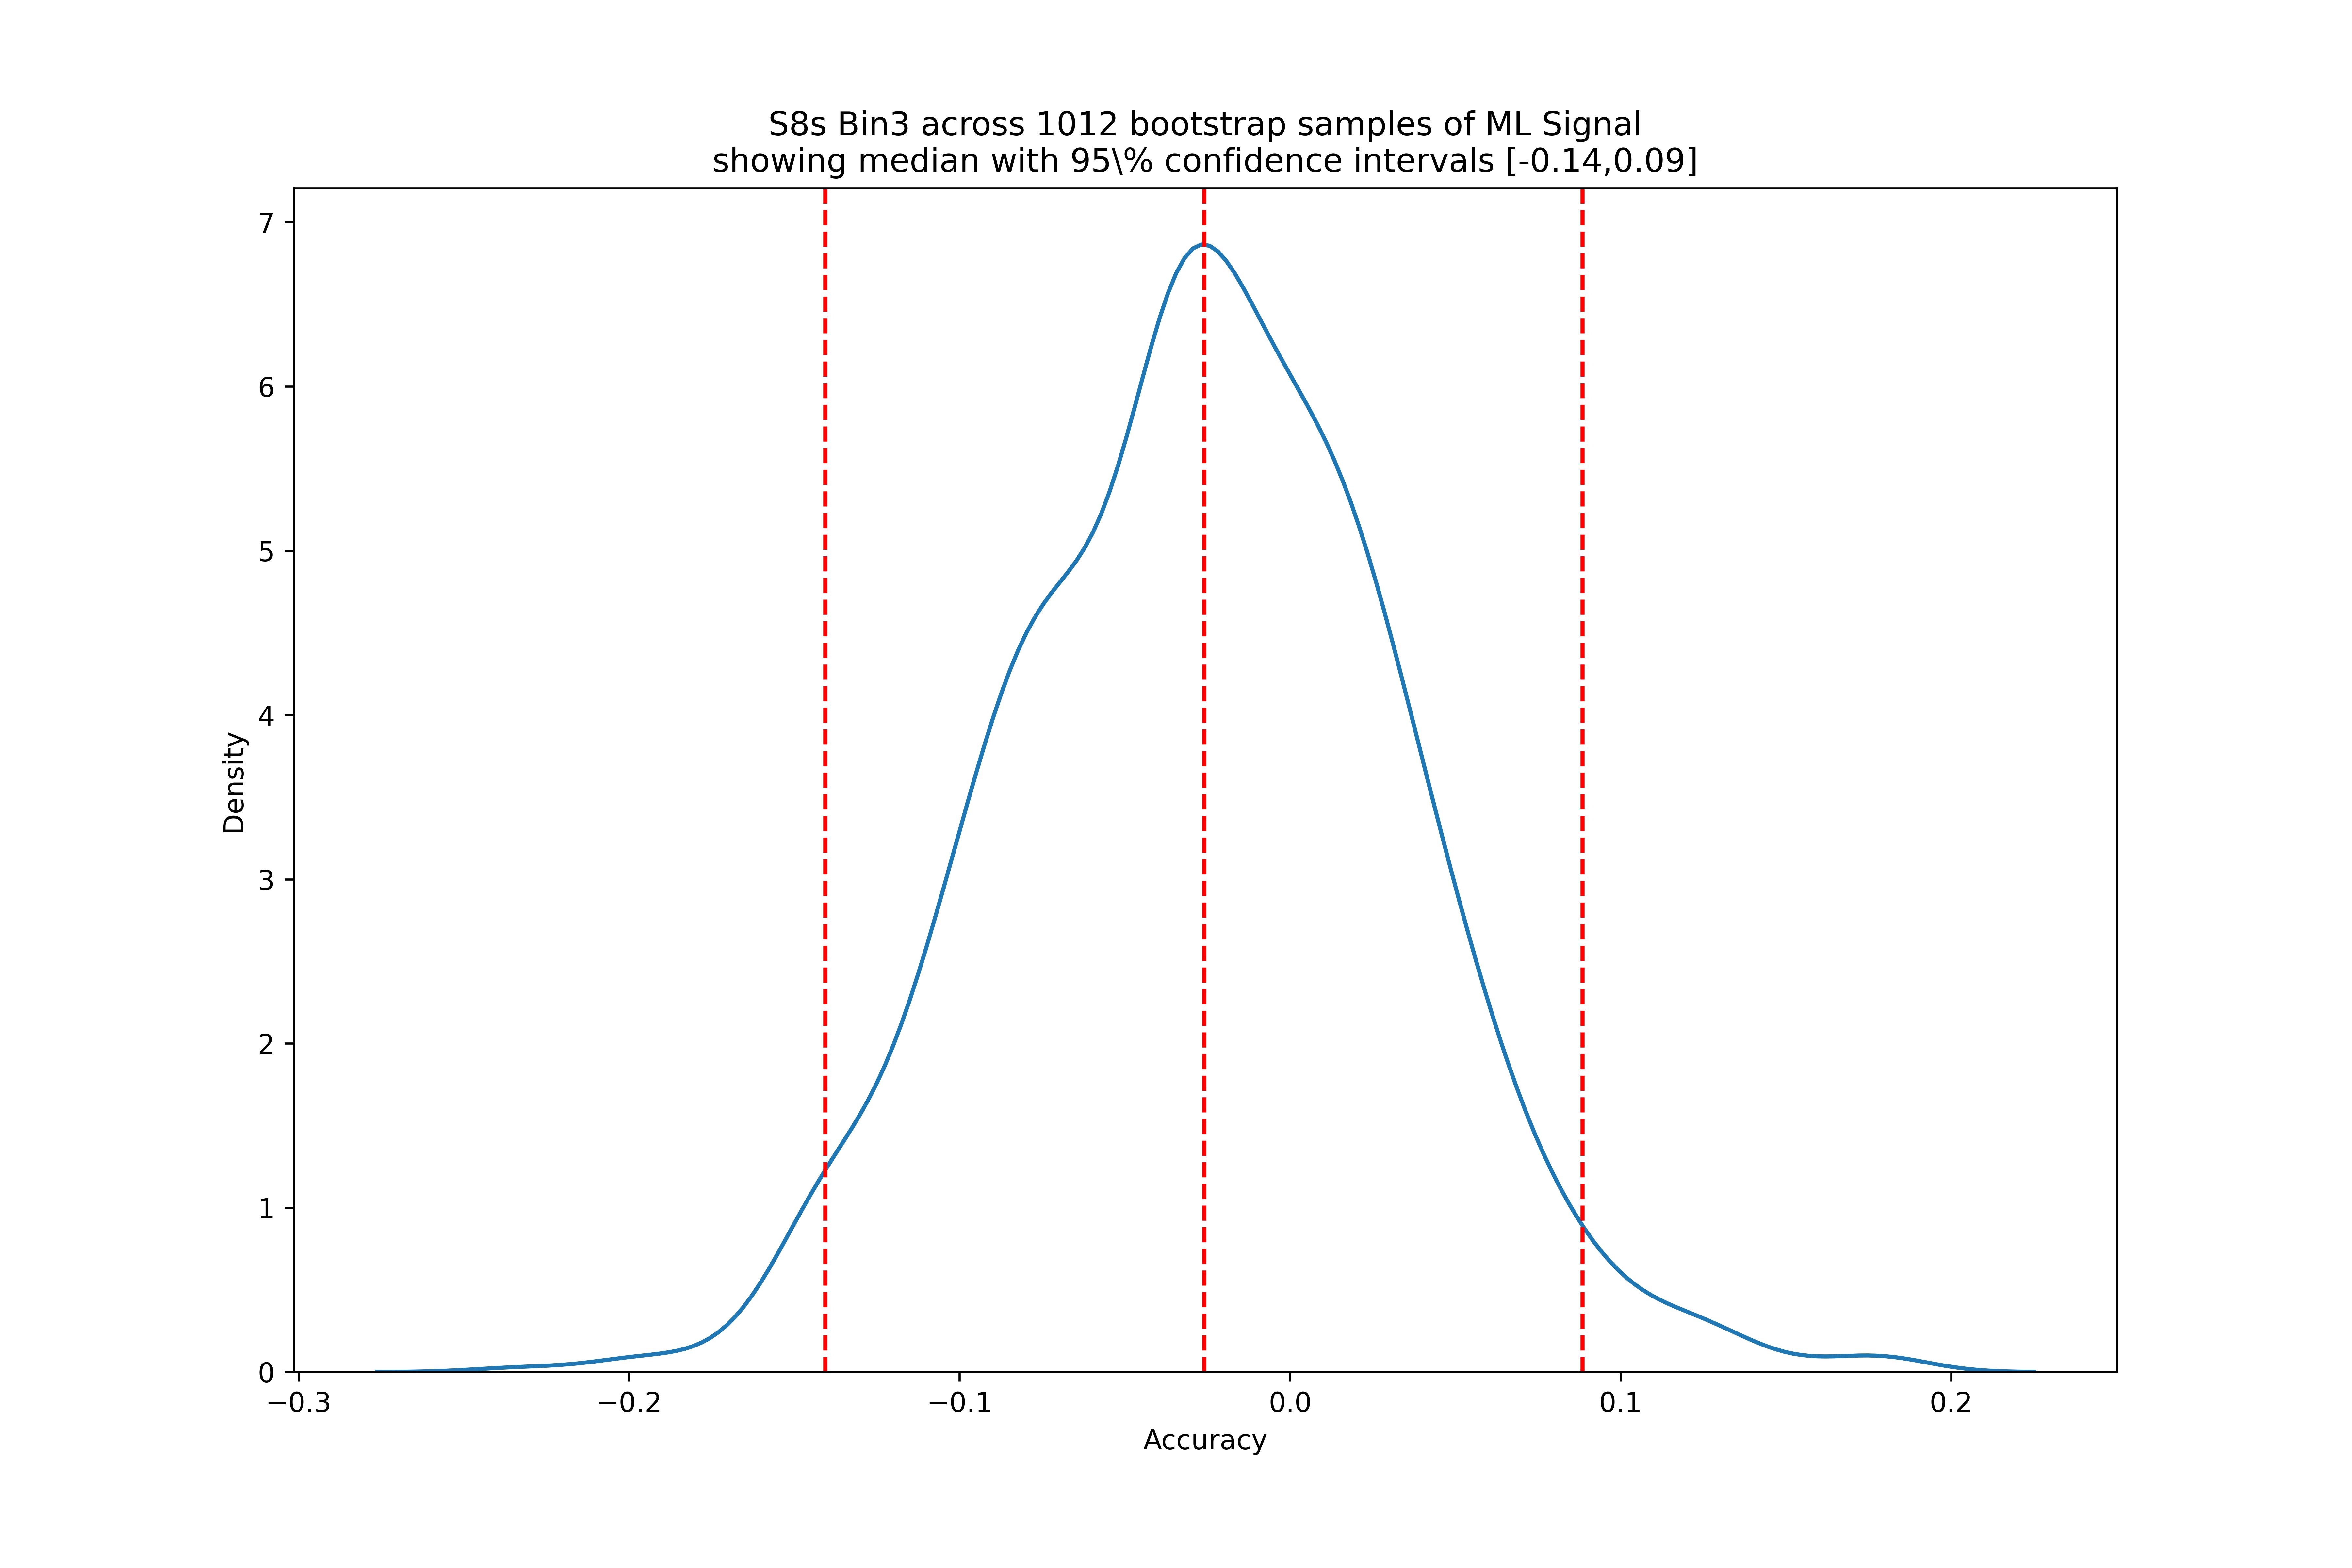 S8s Bin3 across 1012 bootstrap samples of ML Signal
showing median with 95\% confidence intervals [-0.14,0.09]
7
6
5
4
3
2
1
0
Density
−0.3 −0.2 −0.1 0.0 0.1 0.2
Accuracy